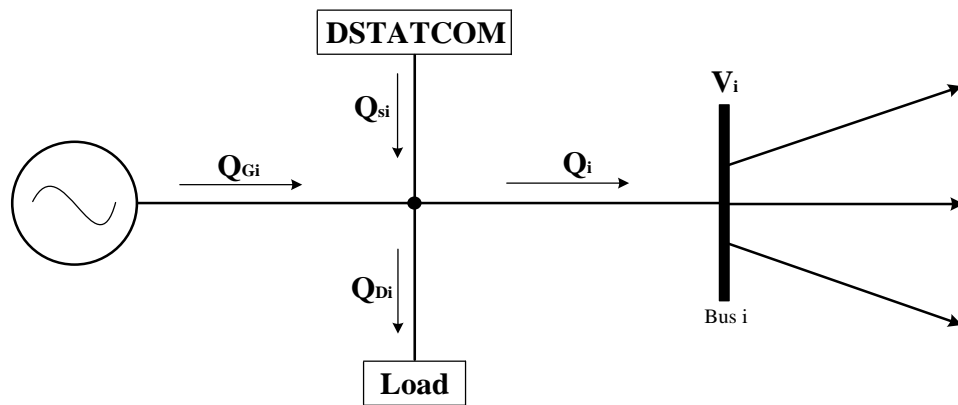 DSTATCOM
Qsi
Vi
QGi
Qi
QDi
Bus i
Load